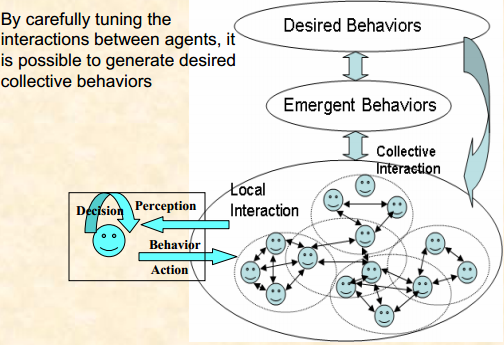 By carefully tuning the
interactions between agents, it
is possible to generate desired
collective behaviors
Desired Behaviors
Emergent Behaviors
Collective
Interaction
Local
Interaction
Decision
Perception
Behavior
Action